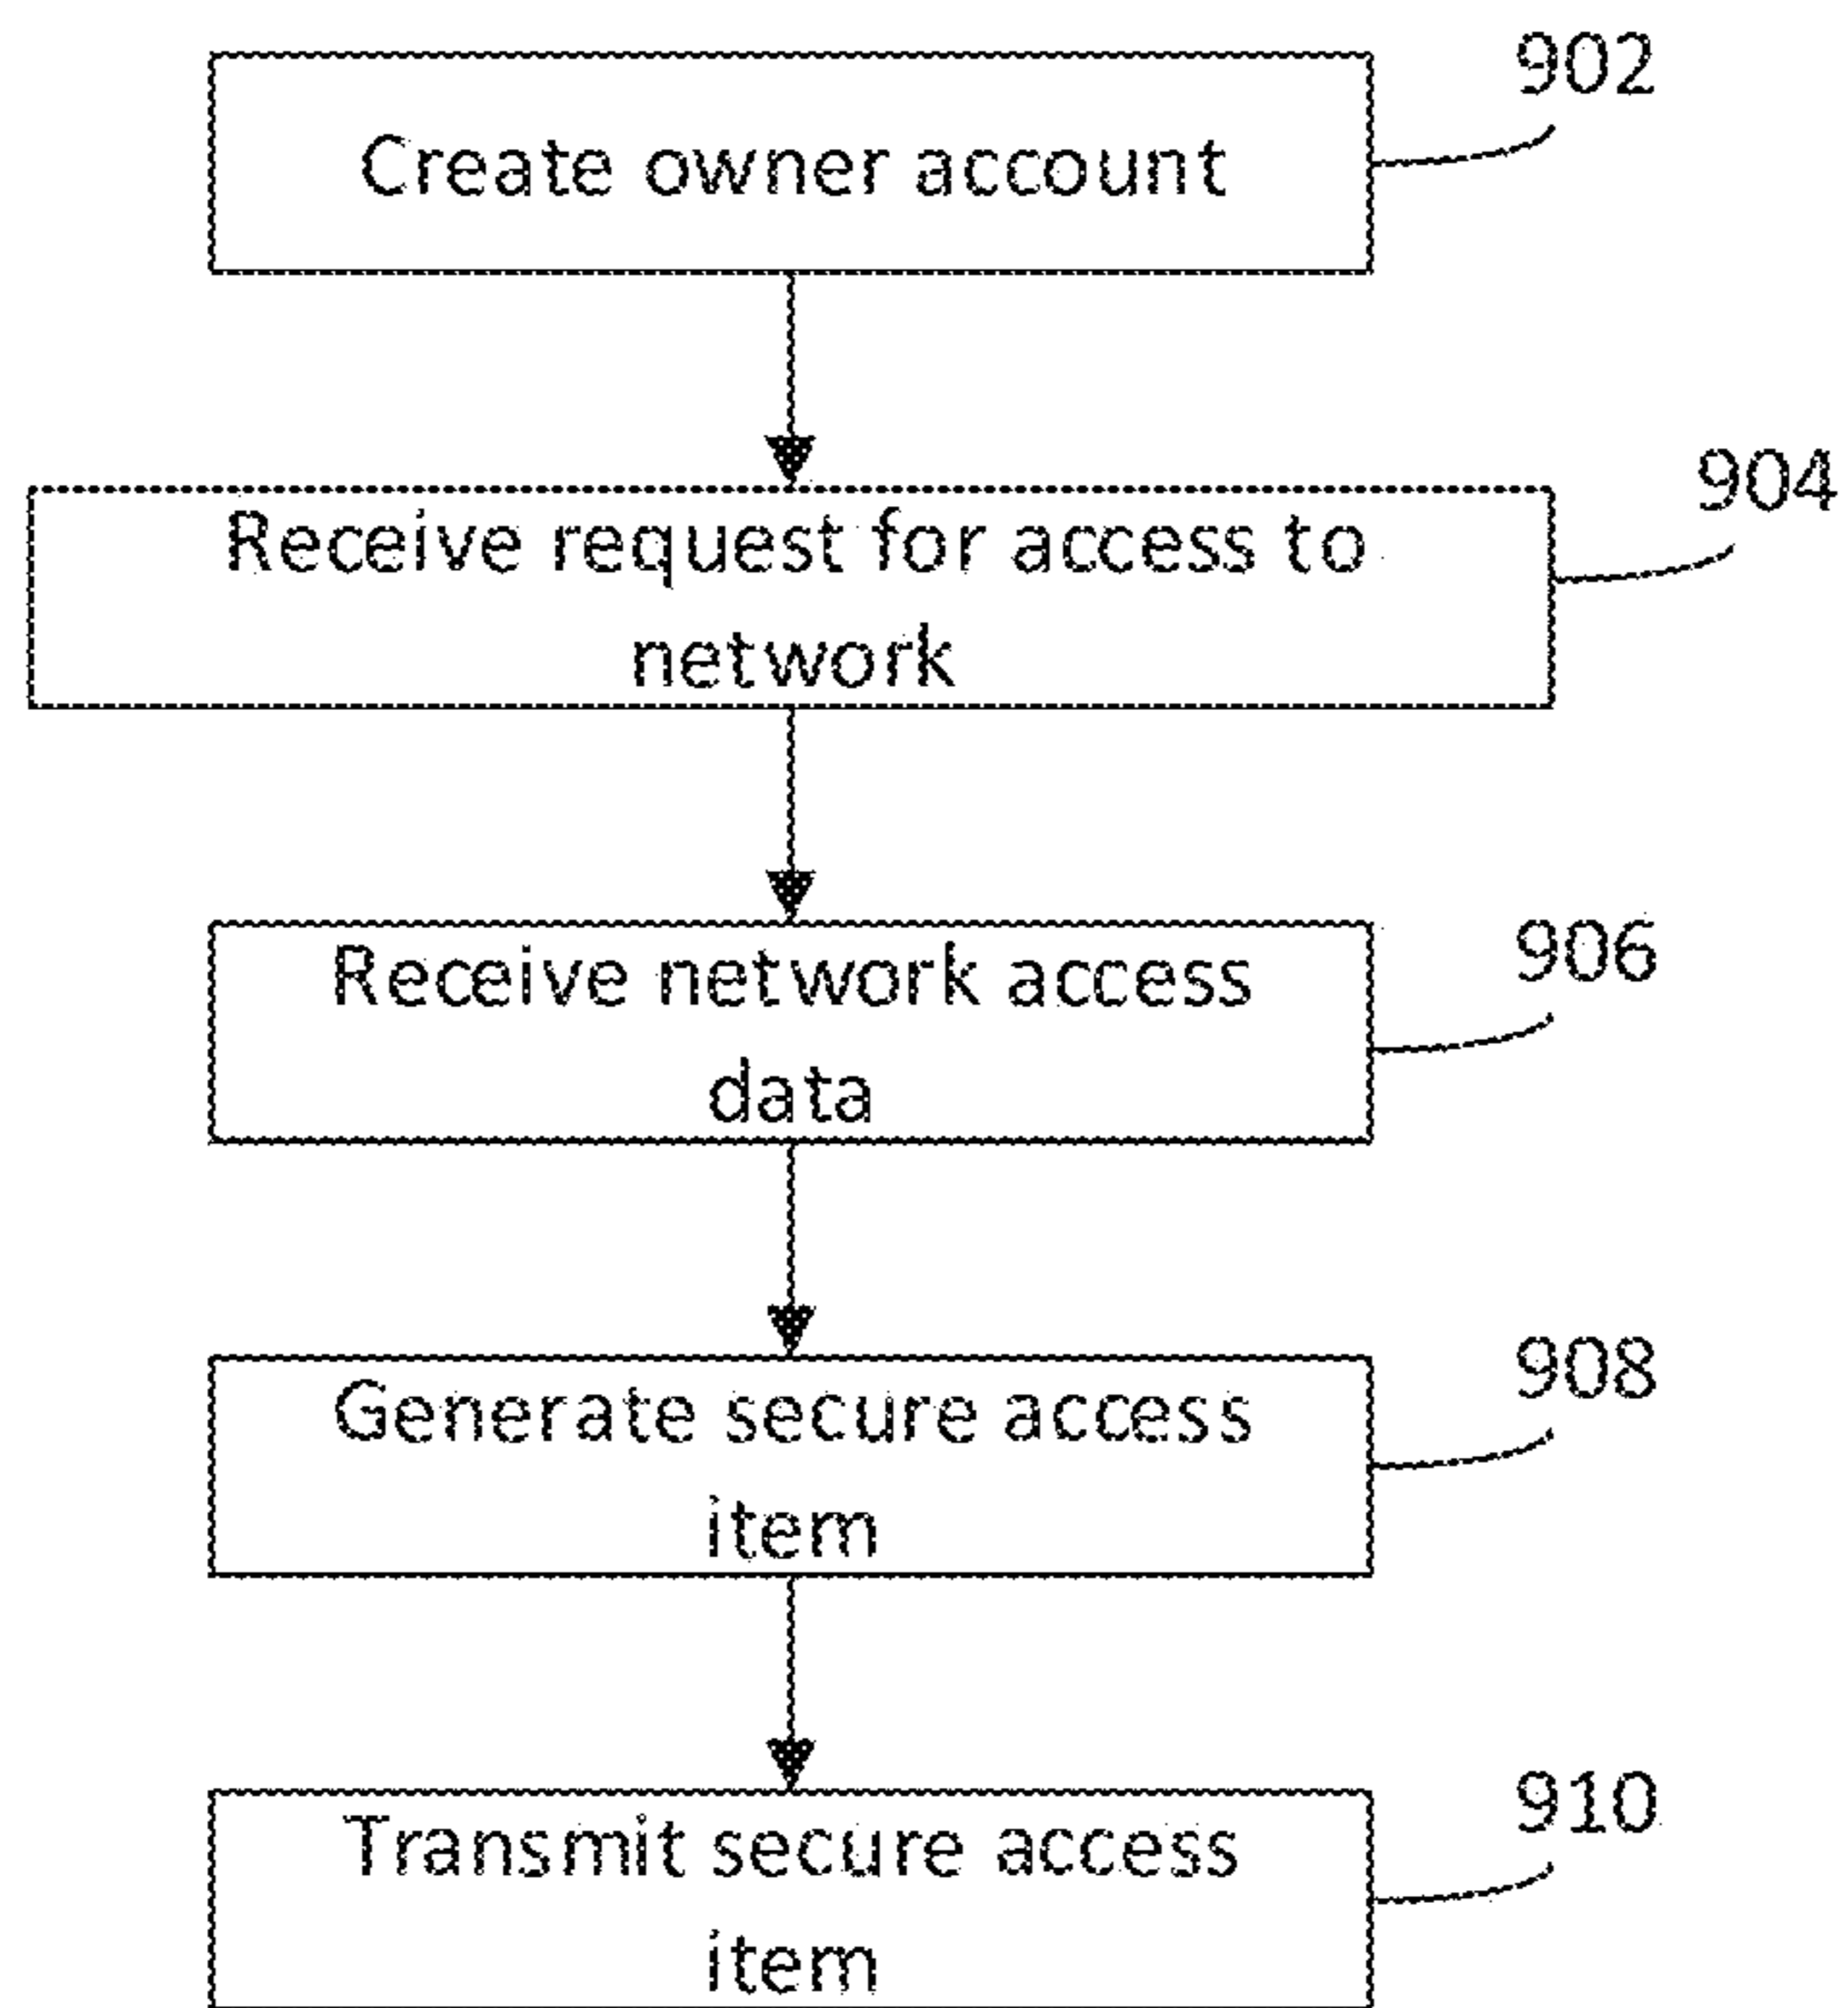 902
Create owner account
904
Receive request for access to
network
906
Receive network access
data
908
Generate secure access
item
910
Transmit secure access
item